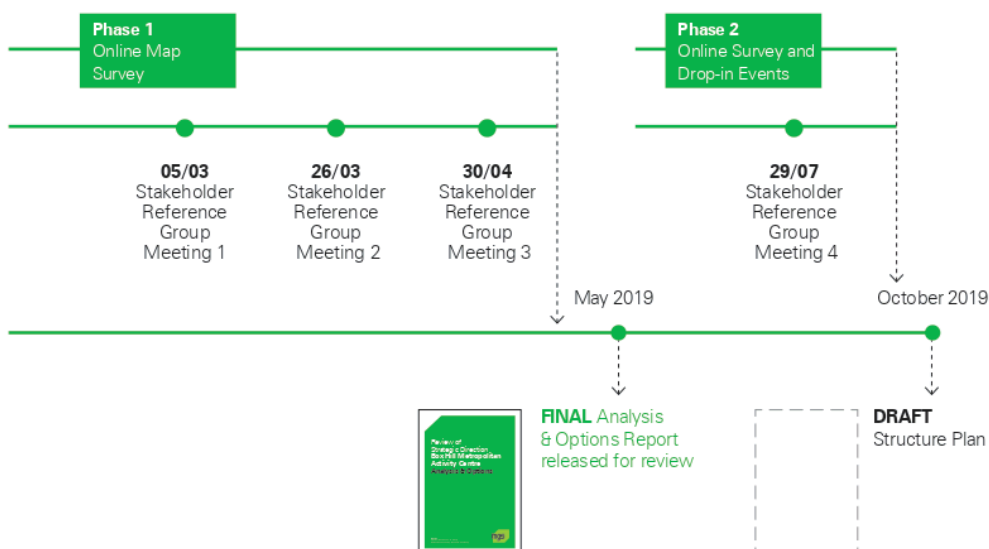 Phase 1
Online Map
Survey
Phase 2
Online Survey and
Drop-in Events
05/03
Stakeholder
Reference
Group
Meeting 1
26/03
Stakeholder
Reference
Group
Meeting 2
30/04
Stakeholder
Reference
Group
Meeting 3
29/07
Stakeholder
Reference
Group
Meeting 4
May 2019
October 2019
Review of
Strategic Direction
Box Hill Metropolitan
Activity Centre
Analysis & Options
FINAL Analysis
& Options Report
released for review
DRAFT
Structure Plan